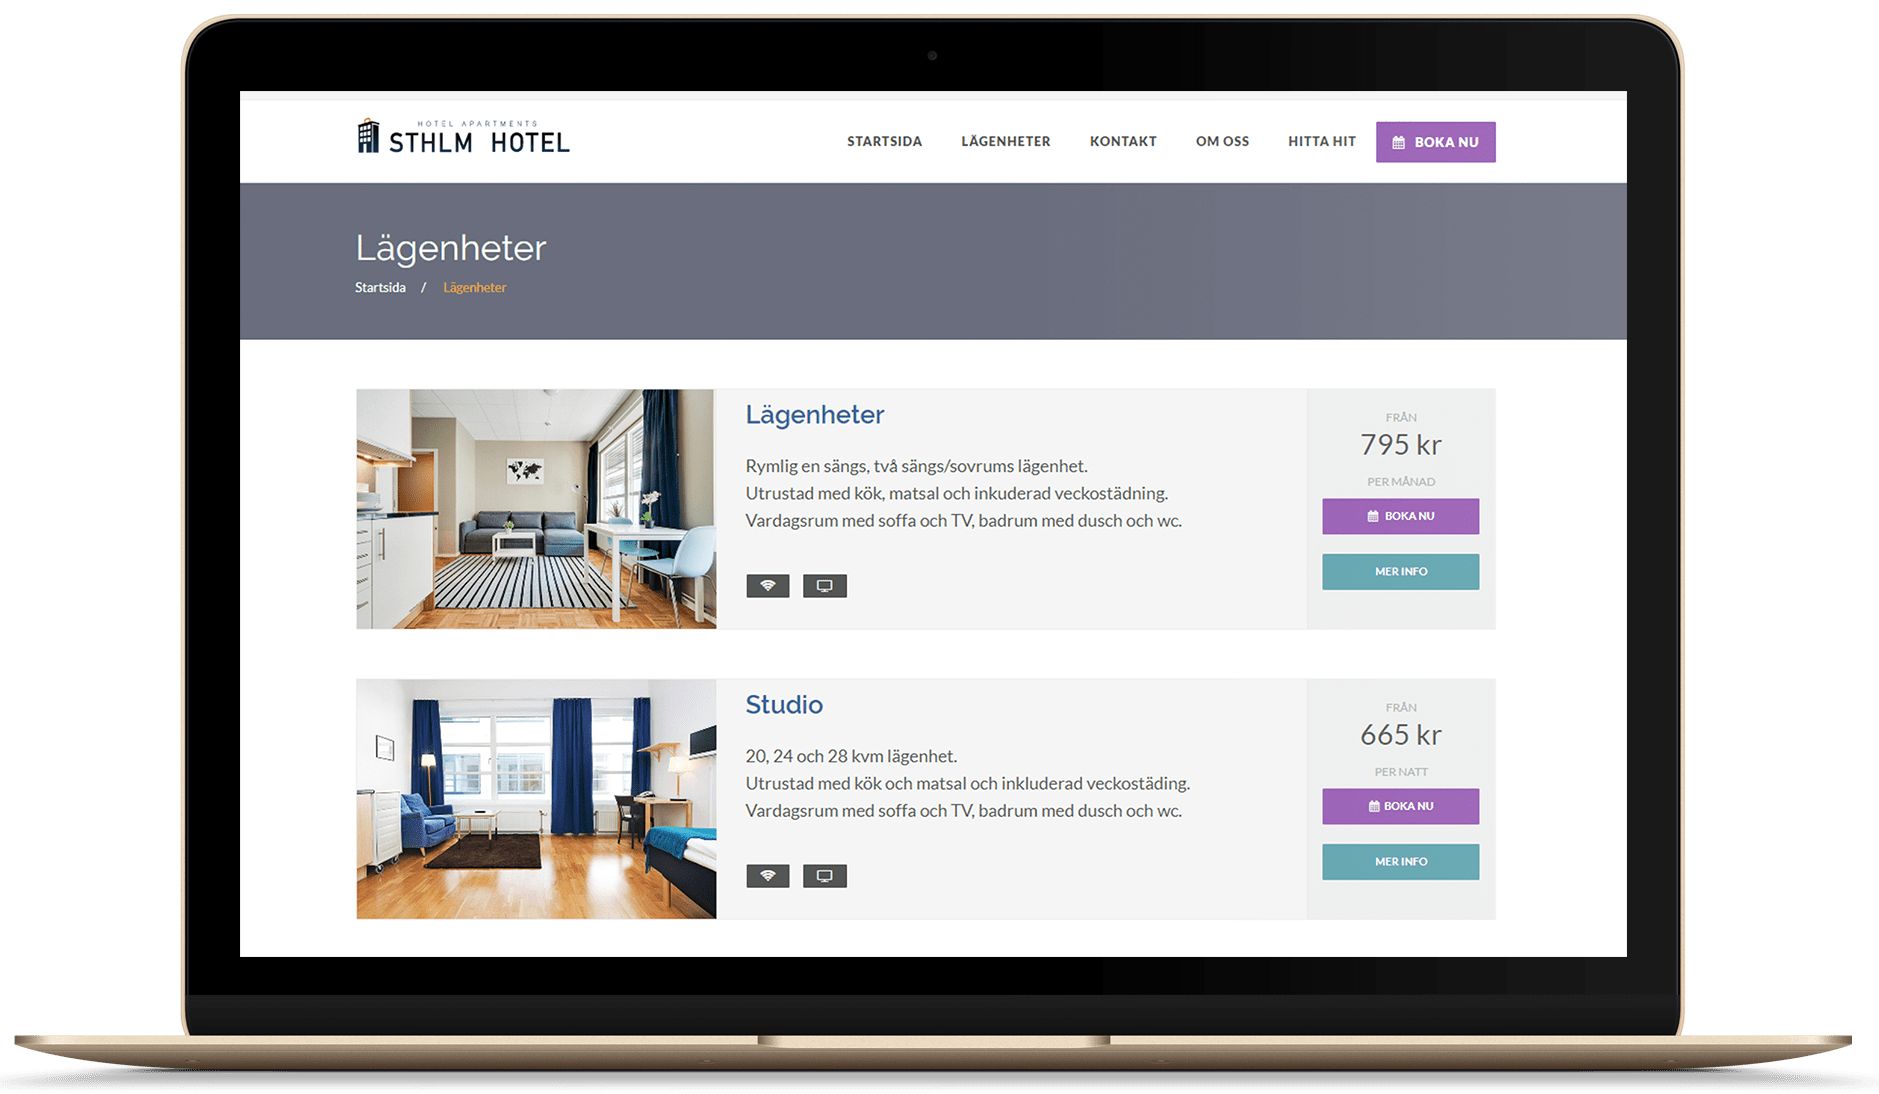 HOTEL APARTMENTS
STHLM HOTEL
STARTSIDA
LÄGENHETER
KONTAKT
OM OSS
HITTA HIT
BOKA NU
Lägenheter
Startsida / Lägenheter
Lägenheter
Rymlig en sängs, två sängs/sovrums lägenhet.
Utrustad med kök, matsal och inkuderad veckostädning.
Vardagsrum med soffa och TV, badrum med dusch och wc.
FRÅN
795 kr
PER MÅNAD
BOKA NU
MER INFO
Studio
20, 24 och 28 kvm lägenhet.
Utrustad med kök och matsal och inkluderad veckostäding.
Vardagsrum med soffa och TV, badrum med dusch och wc.
FRÅN
665 kr
PER NATT
BOKA NU
MER INFO